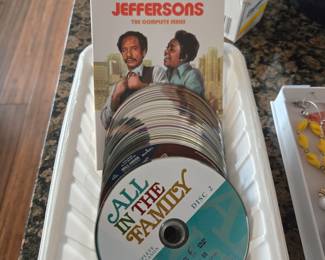 JEFFERSONS
THE COMPLETE SERIES
ALL
IN THE
FAMILY
DISC 2